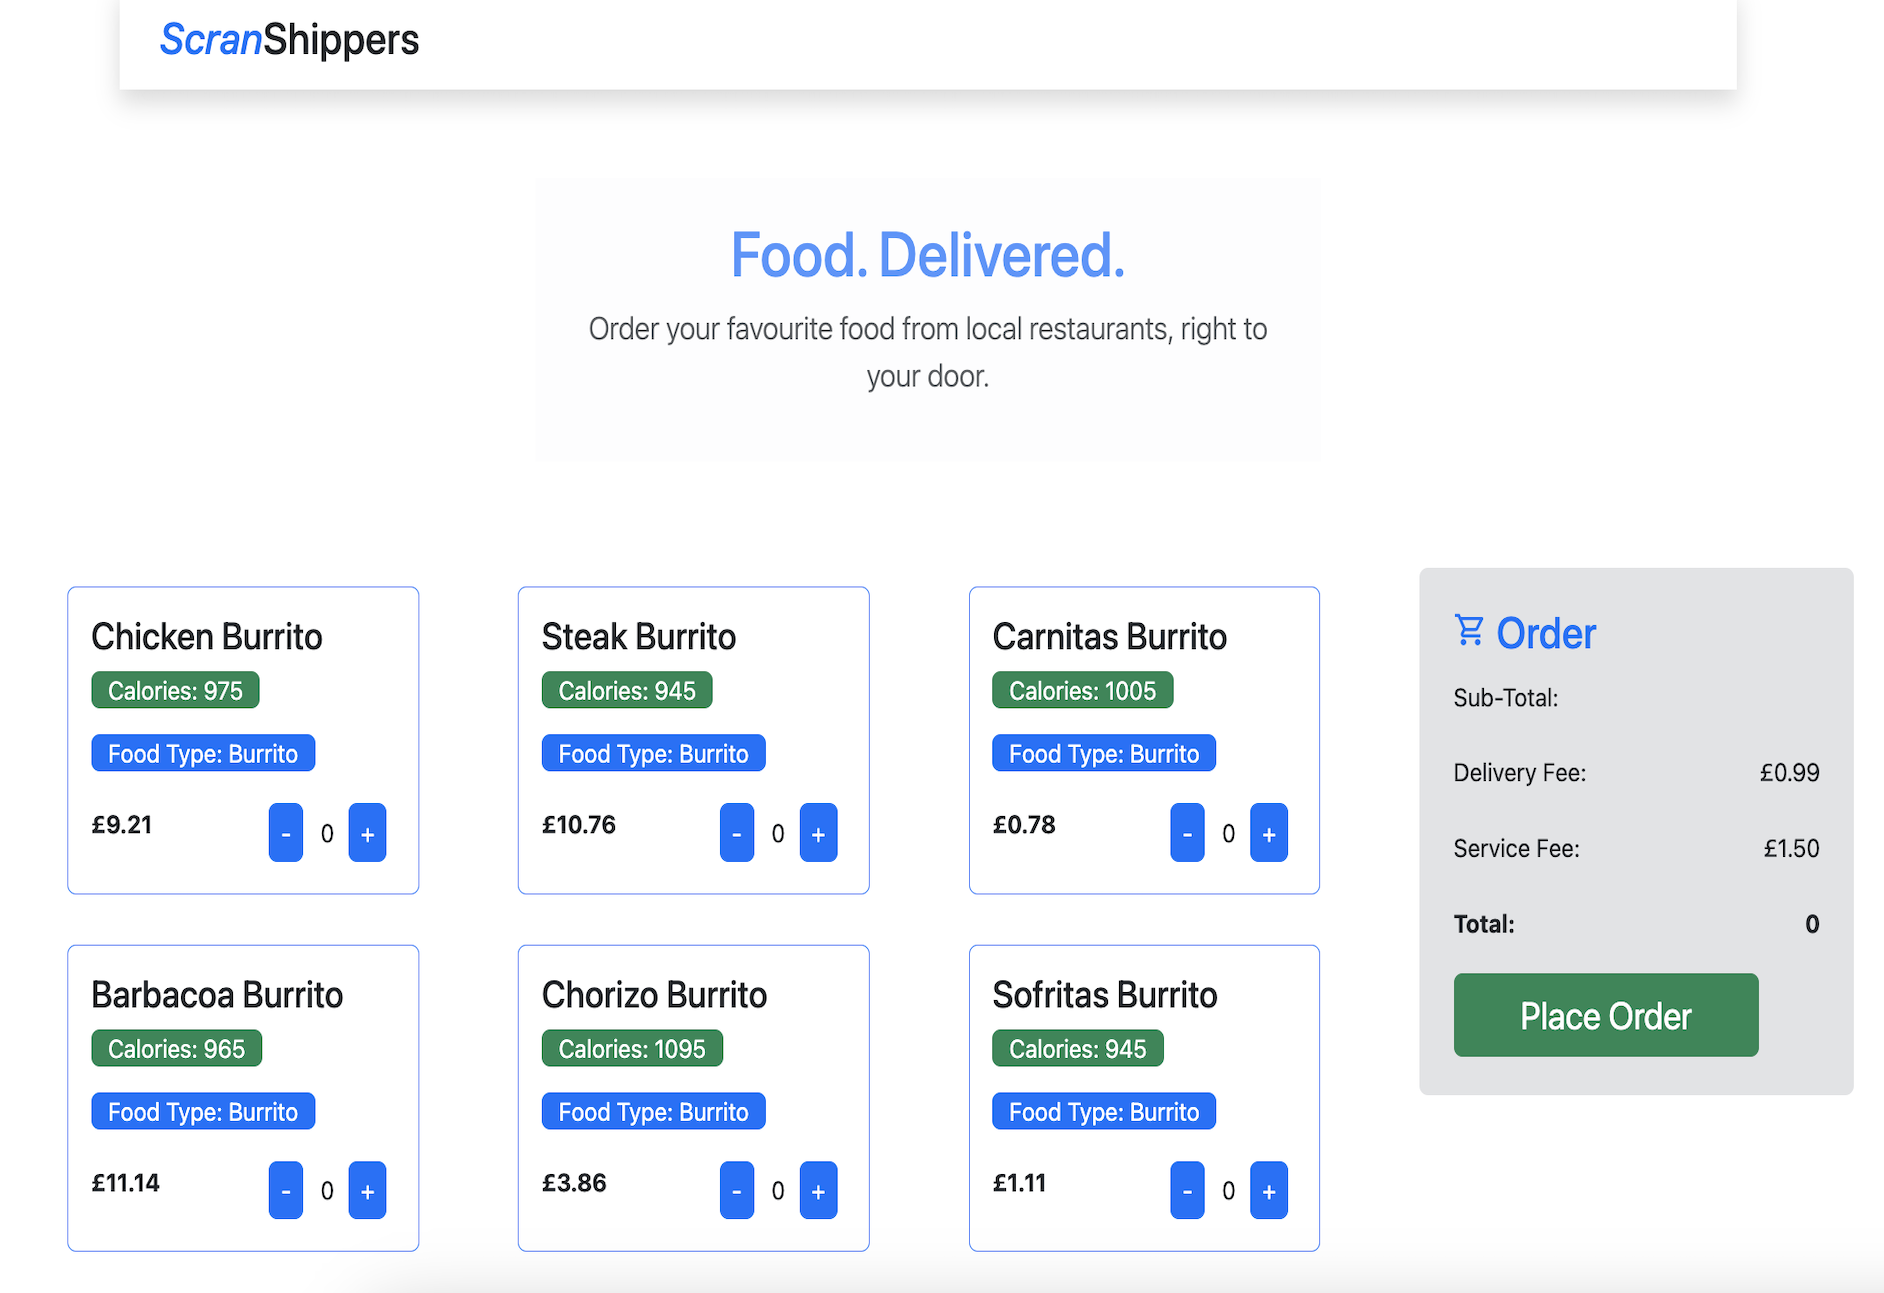 ScranShippers
Food. Delivered.
Order your favourite food from local restaurants, right to
your door.
Chicken Burrito
Calories: 975
Food Type: Burrito
£9.21
- 0 +
Steak Burrito
Calories: 945
Food Type: Burrito
£10.76
- 0 +
Carnitas Burrito
Calories: 1005
Food Type: Burrito
£0.78
- 0 +
Barbacoa Burrito
Calories: 965
Food Type: Burrito
£11.14
- 0 +
Chorizo Burrito
Calories: 1095
Food Type: Burrito
£3.86
- 0 +
Sofritas Burrito
Calories: 945
Food Type: Burrito
£1.11
- 0 +
Order
Sub-Total:
Delivery Fee: £0.99
Service Fee: £1.50
Total: 0
Place Order